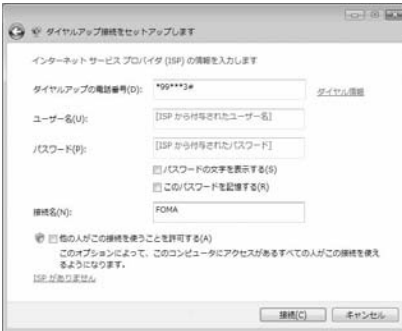 ダイヤルアップ接続をセットアップします
インターネット サービス プロバイダ (ISP) の情報を入力します
ダイヤルアップの電話番号(D):
*99***3#
ダイヤル情報
ユーザー名(U):
[ISP から付与されたユーザー名]
パスワード(P):
[ISP から付与されたパスワード]
パスワードの文字を表示する(S)
このパスワードを記憶する(R)
接続名(N):
FOMA
他の人がこの接続を使うことを許可する(A)
このオプションによって、このコンピュータにアクセスがあるすべての人がこの接続を使え
るようになります。
ISP がありません
接続(C)
キャンセル